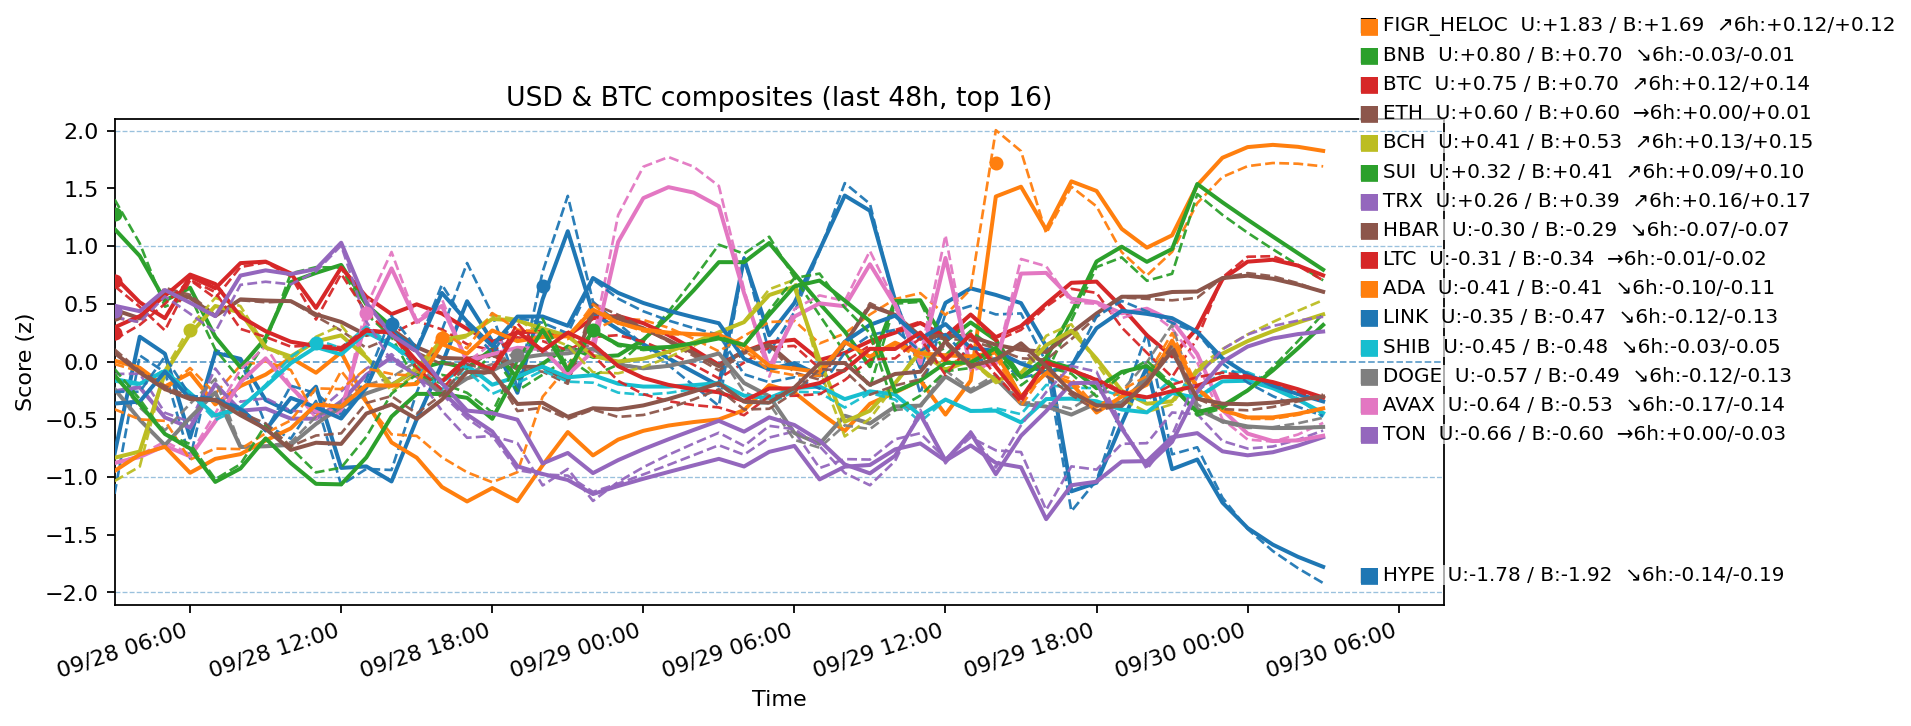 USD & BTC composites (last 48h, top 16)
FIGR_HELOC U:+1.83 / B:+1.69 ↗6h:+0.12/+0.12
BNB U:+0.80 / B:+0.70 ↘6h:-0.03/-0.01
BTC U:+0.75 / B:+0.70 ↗6h:+0.12/+0.14
ETH U:+0.60 / B:+0.60 →6h:+0.00/+0.01
BCH U:+0.41 / B:+0.53 ↗6h:+0.13/+0.15
SUI U:+0.32 / B:+0.41 ↗6h:+0.09/+0.10
TRX U:+0.26 / B:+0.39 ↗6h:+0.16/+0.17
HBAR U:-0.30 / B:-0.29 ↘6h:-0.07/-0.07
LTC U:-0.31 / B:-0.34 →6h:-0.01/-0.02
ADA U:-0.41 / B:-0.41 ↘6h:-0.10/-0.11
LINK U:-0.35 / B:-0.47 ↘6h:-0.12/-0.13
SHIB U:-0.45 / B:-0.48 ↘6h:-0.03/-0.05
DOGE U:-0.57 / B:-0.49 ↘6h:-0.12/-0.13
AVAX U:-0.64 / B:-0.53 ↘6h:-0.17/-0.14
TON U:-0.66 / B:-0.60 →6h:+0.00/-0.03
HYPE U:-1.78 / B:-1.92 ↘6h:-0.14/-0.19
Score (z)
2.0
1.5
1.0
0.5
0.0
−0.5
−1.0
−1.5
−2.0
09/28 06:00
09/28 12:00
09/28 18:00
09/29 00:00
09/29 06:00
09/29 12:00
09/29 18:00
09/30 00:00
09/30 06:00
Time